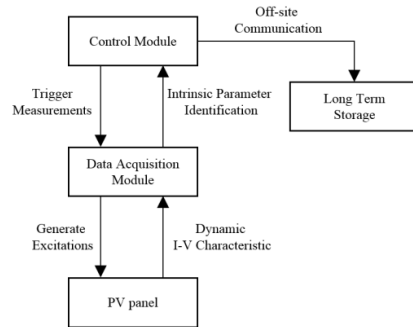 Off-site
Communication
Control Module
Trigger
Measurements
Intrinsic Parameter
Identification
Long Term
Storage
Data Acquisition
Module
Generate
Excitations
Dynamic
I-V Characteristic
PV panel